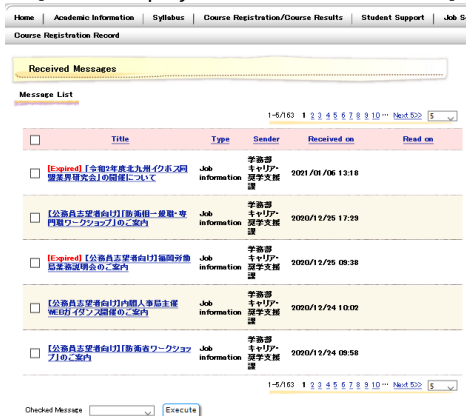 Home | Academic Information | Syllabus | Course Registration/Course Results | Student Support | Job S
Course Registration Record
Received Messages
Message List
1-5/163 1 2 3 4 5 6 7 8 9 10 … Next 5>> 5
Title Type Sender Received on Read on
[Expired]「令和2年度北九州イクボス同盟業界研究会」の開催について Job information 学務部キャリア・奨学支援課 2021/01/06 13:18
【公務員志望者向け】「防衛省一般職・専門職ワークショップ」のご案内 Job information 学務部キャリア・奨学支援課 2020/12/25 17:29
[Expired]【公務員志望者向け】福岡労働局業務説明会のご案内 Job information 学務部キャリア・奨学支援課 2020/12/25 09:38
【公務員志望者向け】内閣人事局主催WEBガイダンス開催のご案内 Job information 学務部キャリア・奨学支援課 2020/12/24 10:02
【公務員志望者向け】「防衛省ワークショップ」のご案内 Job information 学務部キャリア・奨学支援課 2020/12/24 09:58
1-5/163 1 2 3 4 5 6 7 8 9 10 … Next 5>> 5
Checked Message Execute